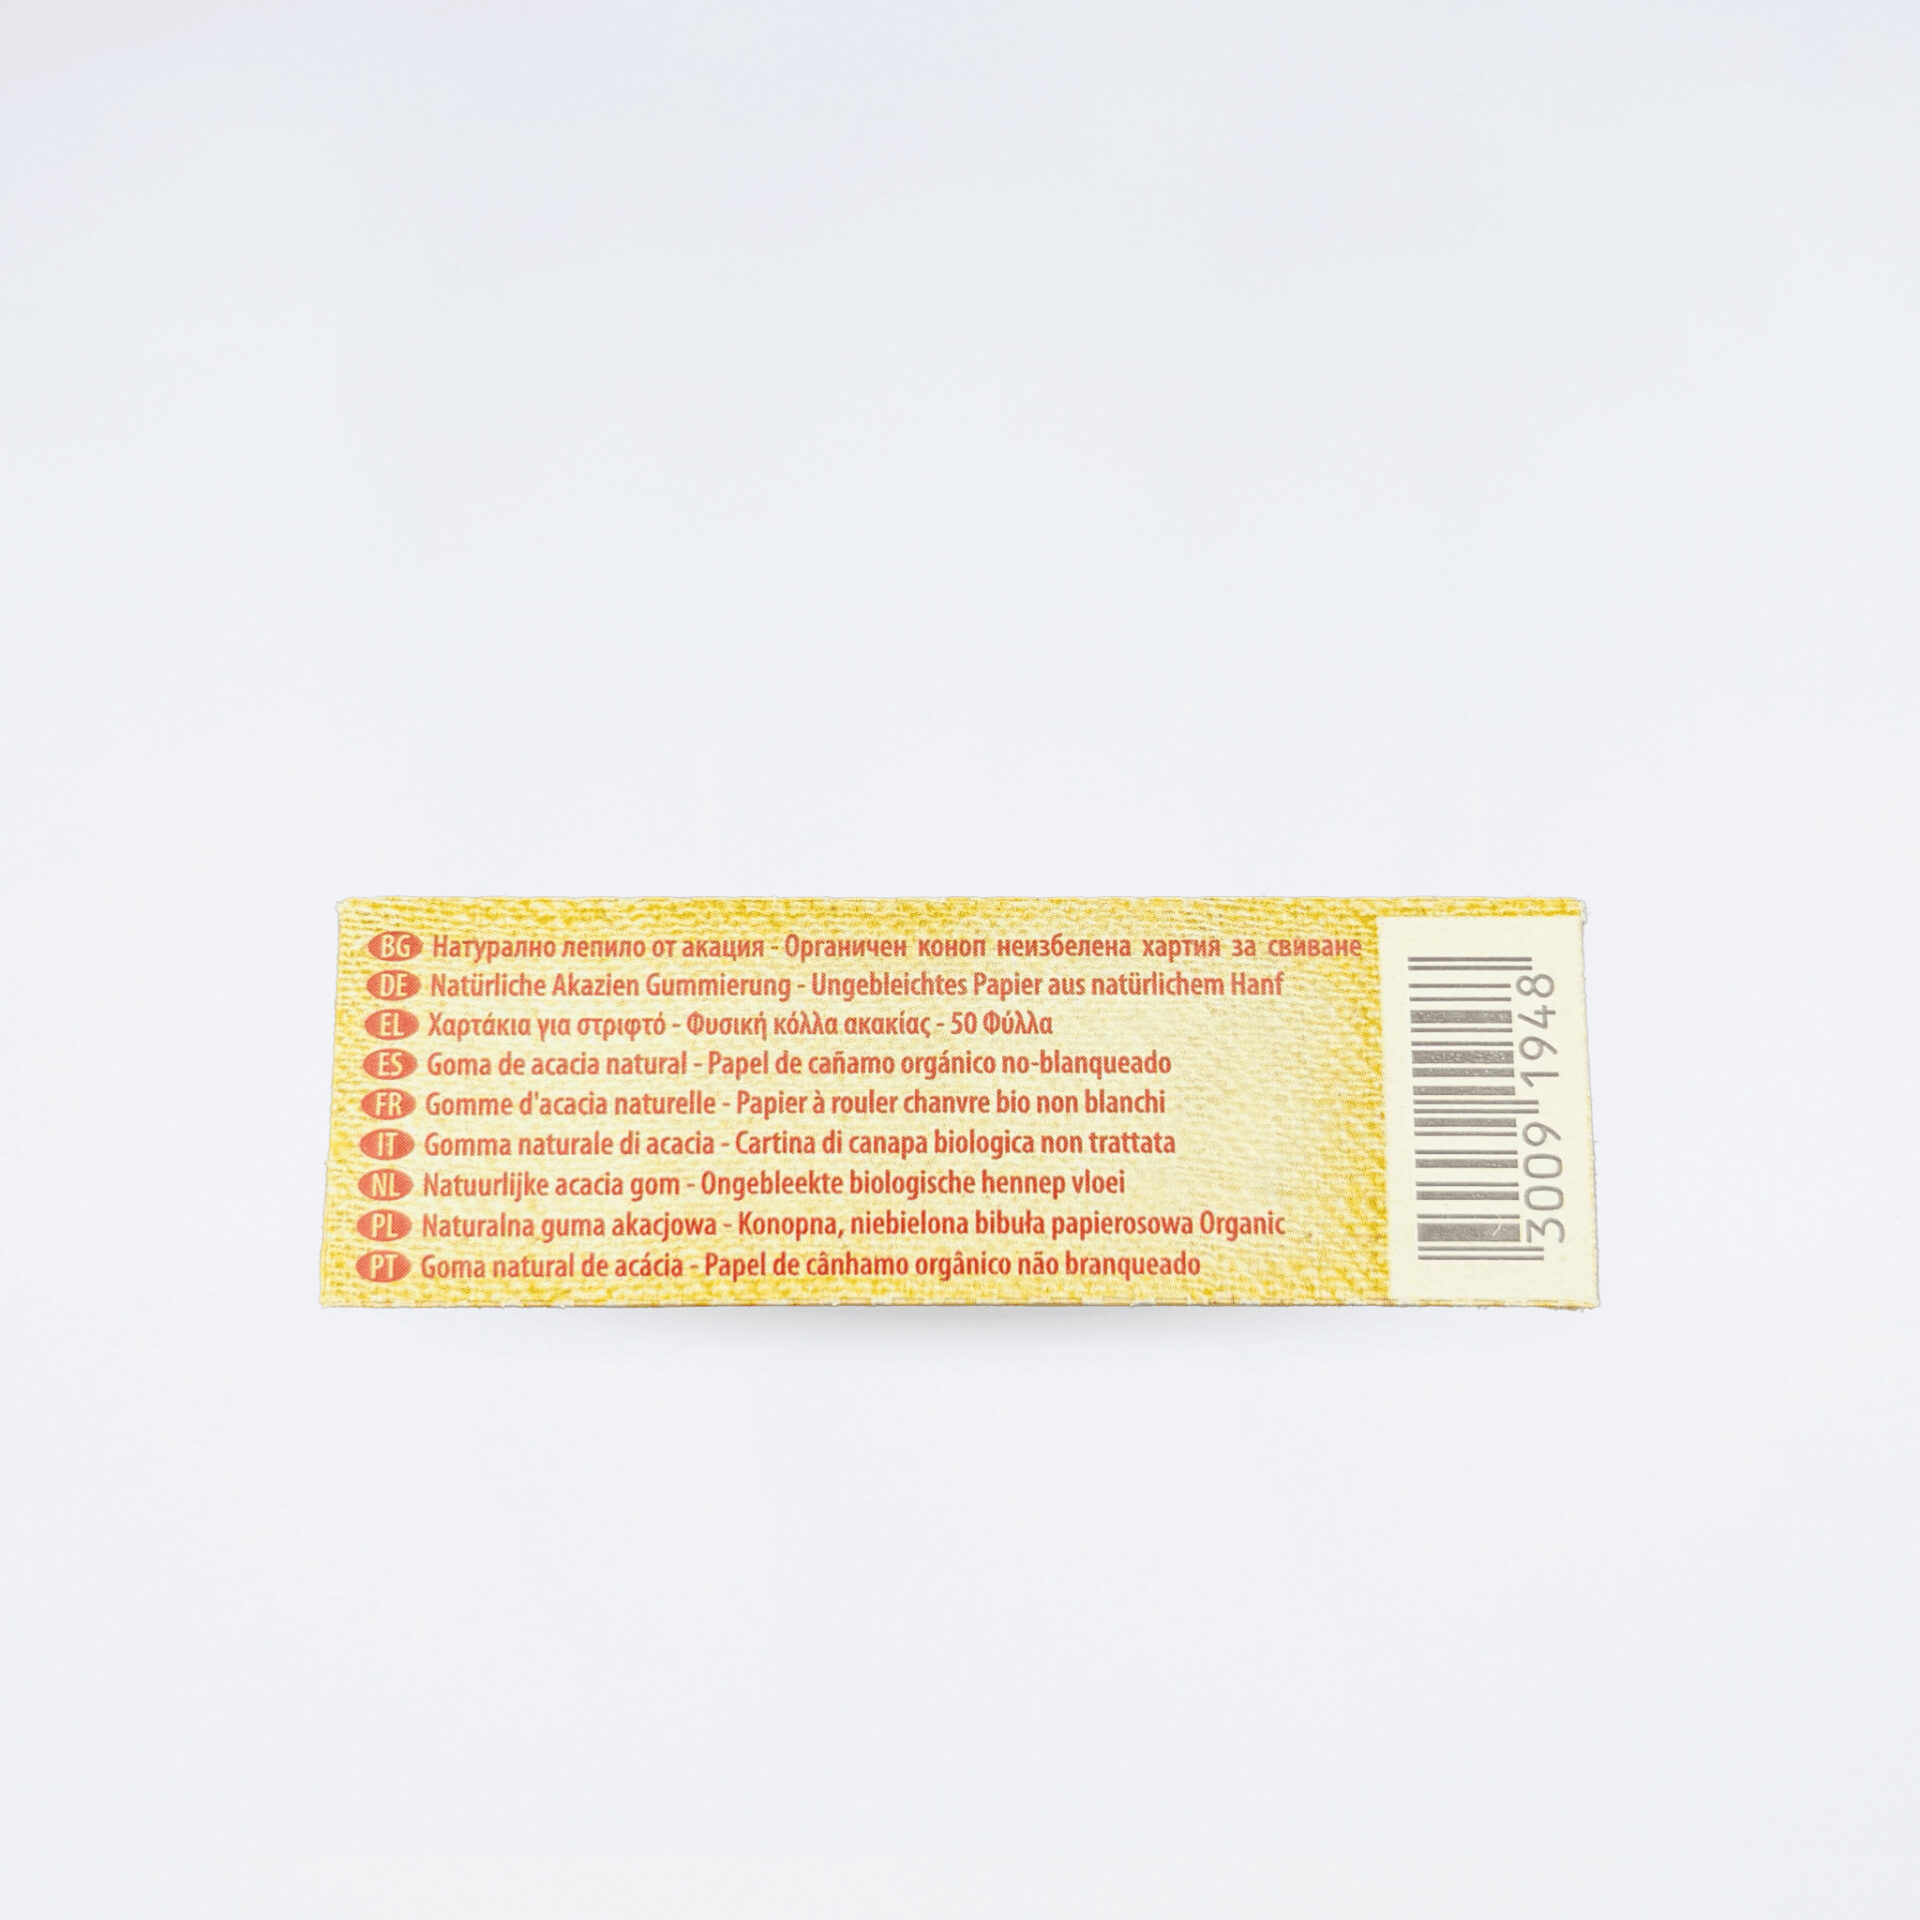 BG Натурално лепило от акация - Органичен коноп неизбелена хартия за свиване
DE Natürliche Akazien Gummierung - Ungebleichtes Papier aus natürlichem Hanf
EL Χαρτάκια για στριφτό - Φυσική κόλλα ακακίας - 50 Φύλλα
ES Goma de acacia natural - Papel de cañamo orgánico no-blanqueado
FR Gomme d'acacia naturelle - Papier à rouler chanvre bio non blanchi
IT Gomma naturale di acacia - Cartina di canapa biologica non trattata
NL Natuurlijke acacia gom - Ongebleekte biologische hennep vloei
PL Naturalna guma akacjowa - Konopna, niebielona bibuła papierosowa Organic
PT Goma natural de acácia - Papel de cânhamo orgânico não branqueado
3009 1948